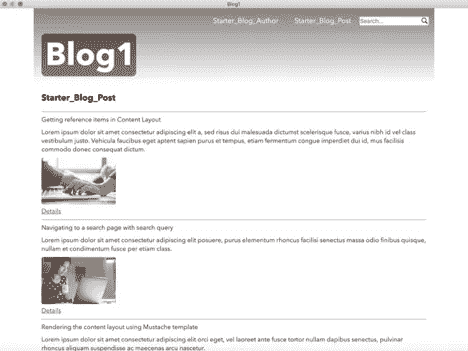 Blog1
Starter_Blog_Author Starter_Blog_Post Search...
Blog1
Starter_Blog_Post
Getting reference items in Content Layout
Lorem ipsum dolor sit amet consectetur adipiscing elit a, sed risus dui malesuada dictumst scelerisque fusce, varius nibh id vel class
vestibulum justo. Vehicula faucibus eget aptent sapien purus et tempus, etiam fermentum congue imperdiet dui id, mus facilisis
commodo donec consequat dictum.
Details
Navigating to a search page with search query
Lorem ipsum dolor sit amet consectetur adipiscing elit posuere, purus elementum rhoncus facilisi senectus massa odio finibus quisque,
nullam et condimentum fusce per etiam class.
Details
Rendering the content layout using Mustache template
Lorem ipsum dolor sit amet consectetur adipiscing elit orci eget, vel laoreet ante fusce tortor nullam dapibus senectus, pulvinar
rhoncus aliquam suspendisse ac maecenas arcu nascetur.